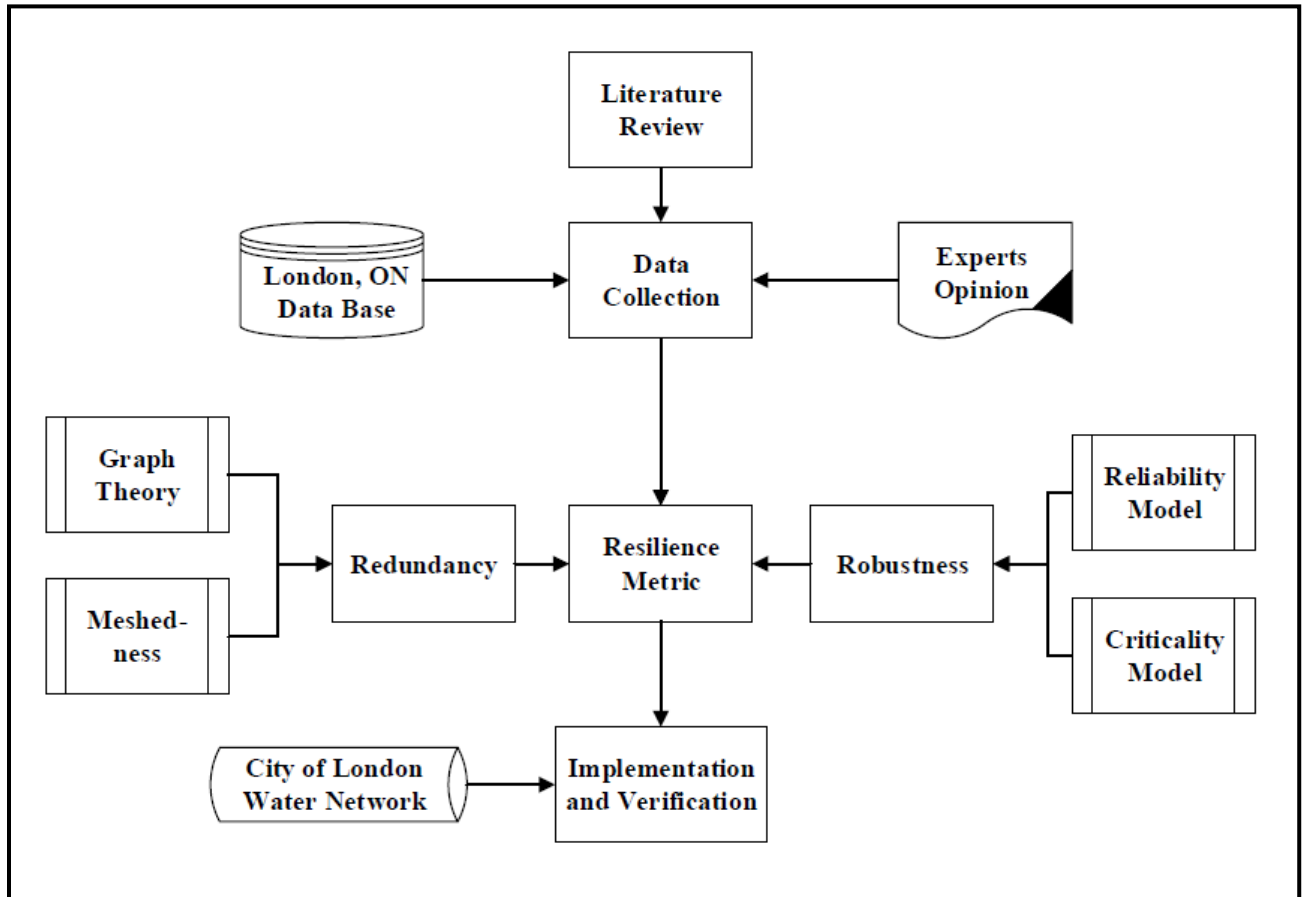 Literature
Review
London, ON
Data Base
Data
Collection
Experts
Opinion
Graph
Theory
Meshed-
ness
Redundancy
Resilience
Metric
Robustness
Reliability
Model
Criticality
Model
City of London
Water Network
Implementation
and Verification